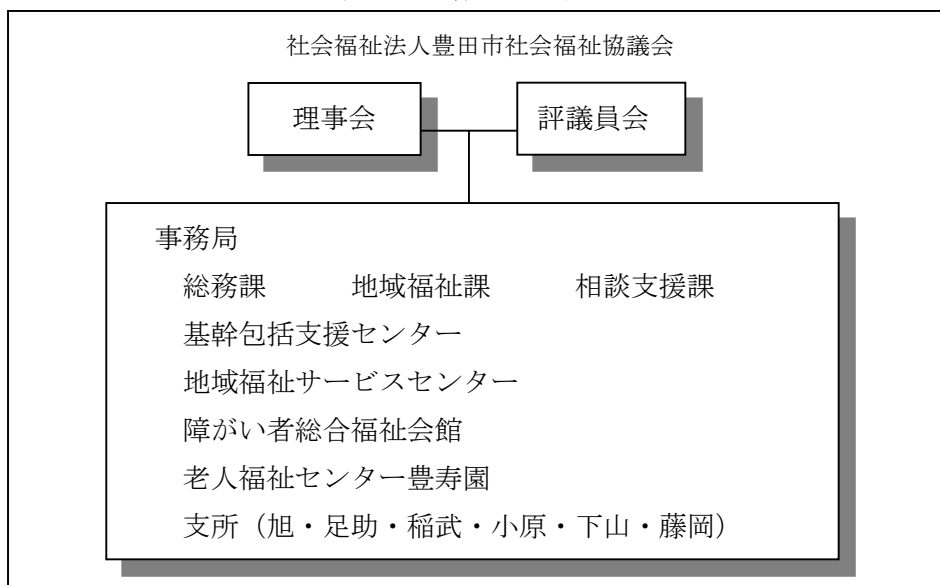 社会福祉法人豊田市社会福祉協議会
理事会
評議員会
事務局
総務課 地域福祉課 相談支援課
基幹包括支援センター
地域福祉サービスセンター
障がい者総合福祉会館
老人福祉センター豊寿園
支所（旭・足助・稲武・小原・下山・藤岡）